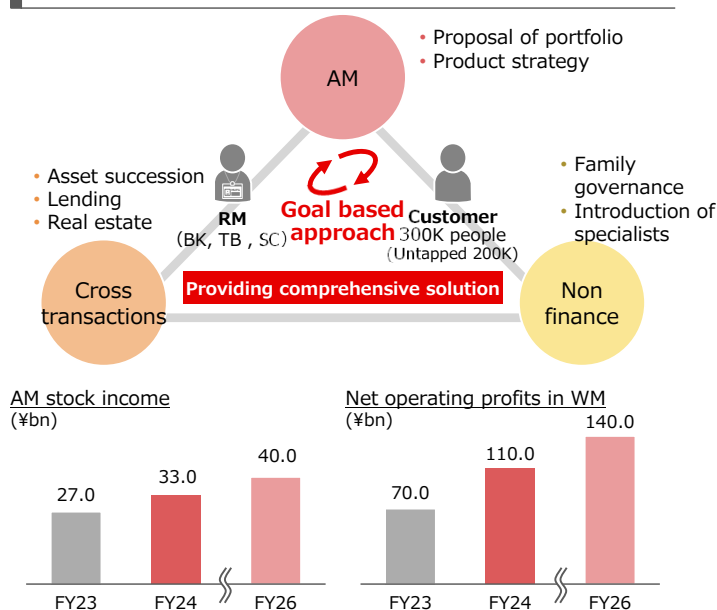 AM
• Proposal of portfolio
• Product strategy
• Asset succession
• Lending
• Real estate
RM
(BK, TB , SC)
Goal based
approach
Customer
300K people
(Untapped 200K)
• Family
governance
• Introduction of
specialists
Cross
transactions
Providing comprehensive solution
Non
finance
AM stock income
(¥bn)
27.0
33.0
40.0
FY23
FY24
FY26
Net operating profits in WM
(¥bn)
70.0
110.0
140.0
FY23
FY24
FY26